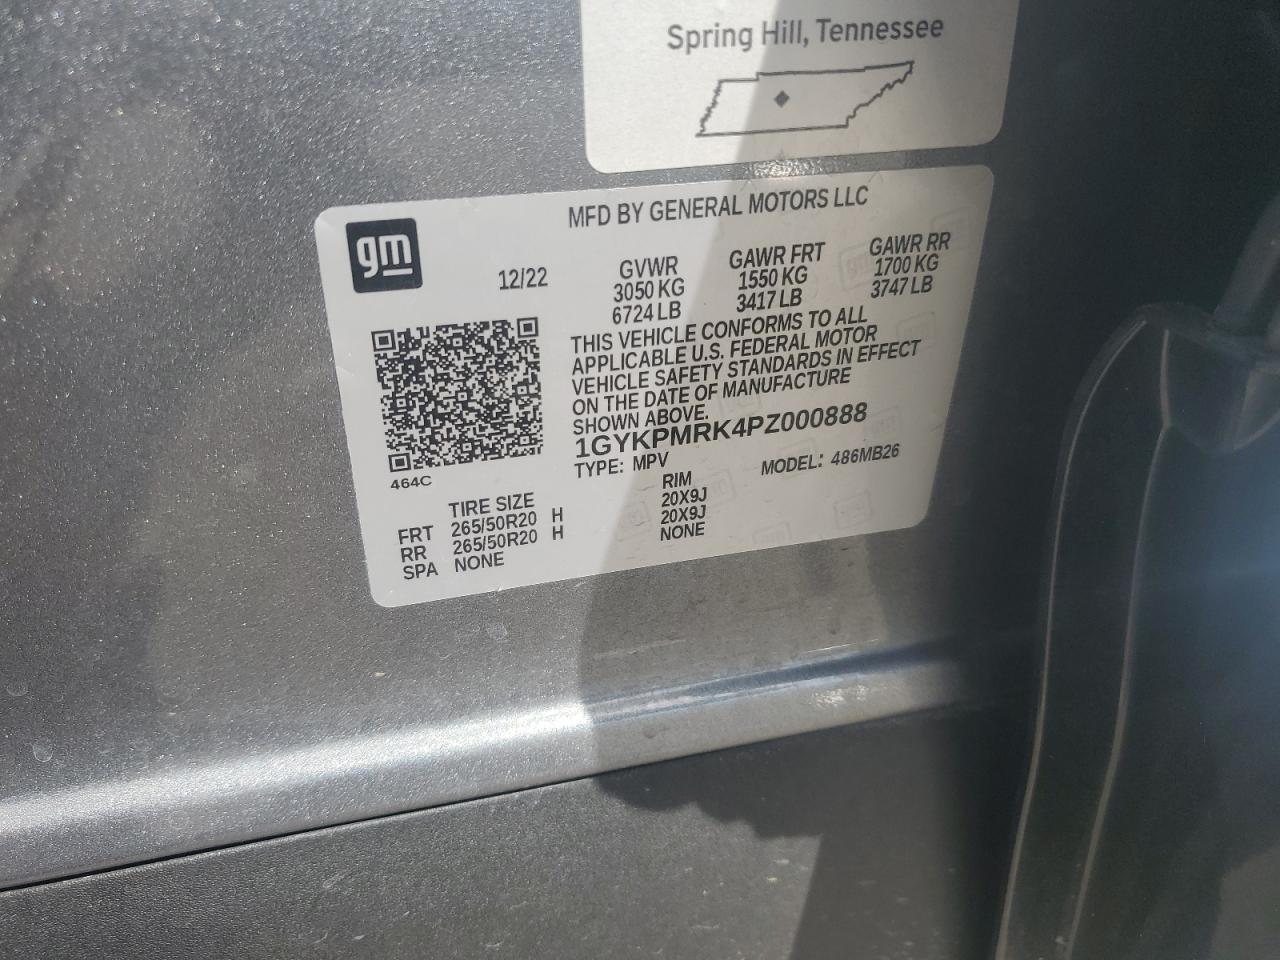 Spring Hill, Tennessee
gm
MFD BY GENERAL MOTORS LLC
12/22
GVWR
3050 KG
6724 LB
GAWR FRT
1550 KG
3417 LB
GAWR RR
1700 KG
3747 LB
THIS VEHICLE CONFORMS TO ALL
APPLICABLE U.S. FEDERAL MOTOR
VEHICLE SAFETY STANDARDS IN EFFECT
ON THE DATE OF MANUFACTURE
SHOWN ABOVE.
1GYKPMRK4PZ000888
TYPE: MPV
MODEL: 486MB26
464C
TIRE SIZE
RIM
FRT 265/50R20 H 20X9J
RR 265/50R20 H 20X9J
SPA NONE NONE